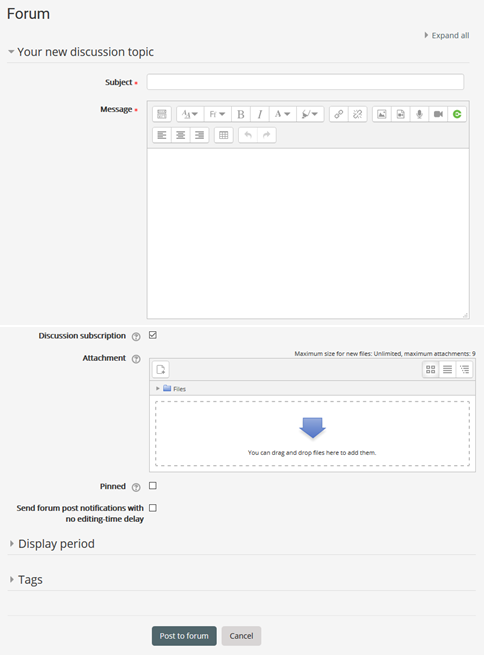 Forum
Expand all
Your new discussion topic
Subject
Message
Discussion subscription
Attachment
Maximum size for new files: Unlimited, maximum attachments: 9
Files
You can drag and drop files here to add them.
Pinned
Send forum post notifications with
no editing-time delay
Display period
Tags
Post to forum
Cancel